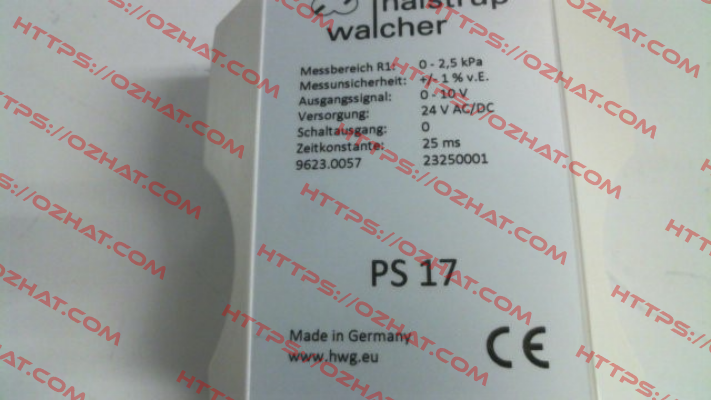 halstrup
walcher
Messbereich R1: 0 - 2,5 kPa
Messunsicherheit: +/- 1 % v.E.
Ausgangssignal: 0 - 10 V
Versorgung: 24 V AC/DC
Schaltausgang: 0
Zeitkonstante: 25 ms
9623.0057 23250001
PS 17
Made in Germany
www.hwg.eu
CE
HTTPS://OZHAT.COM